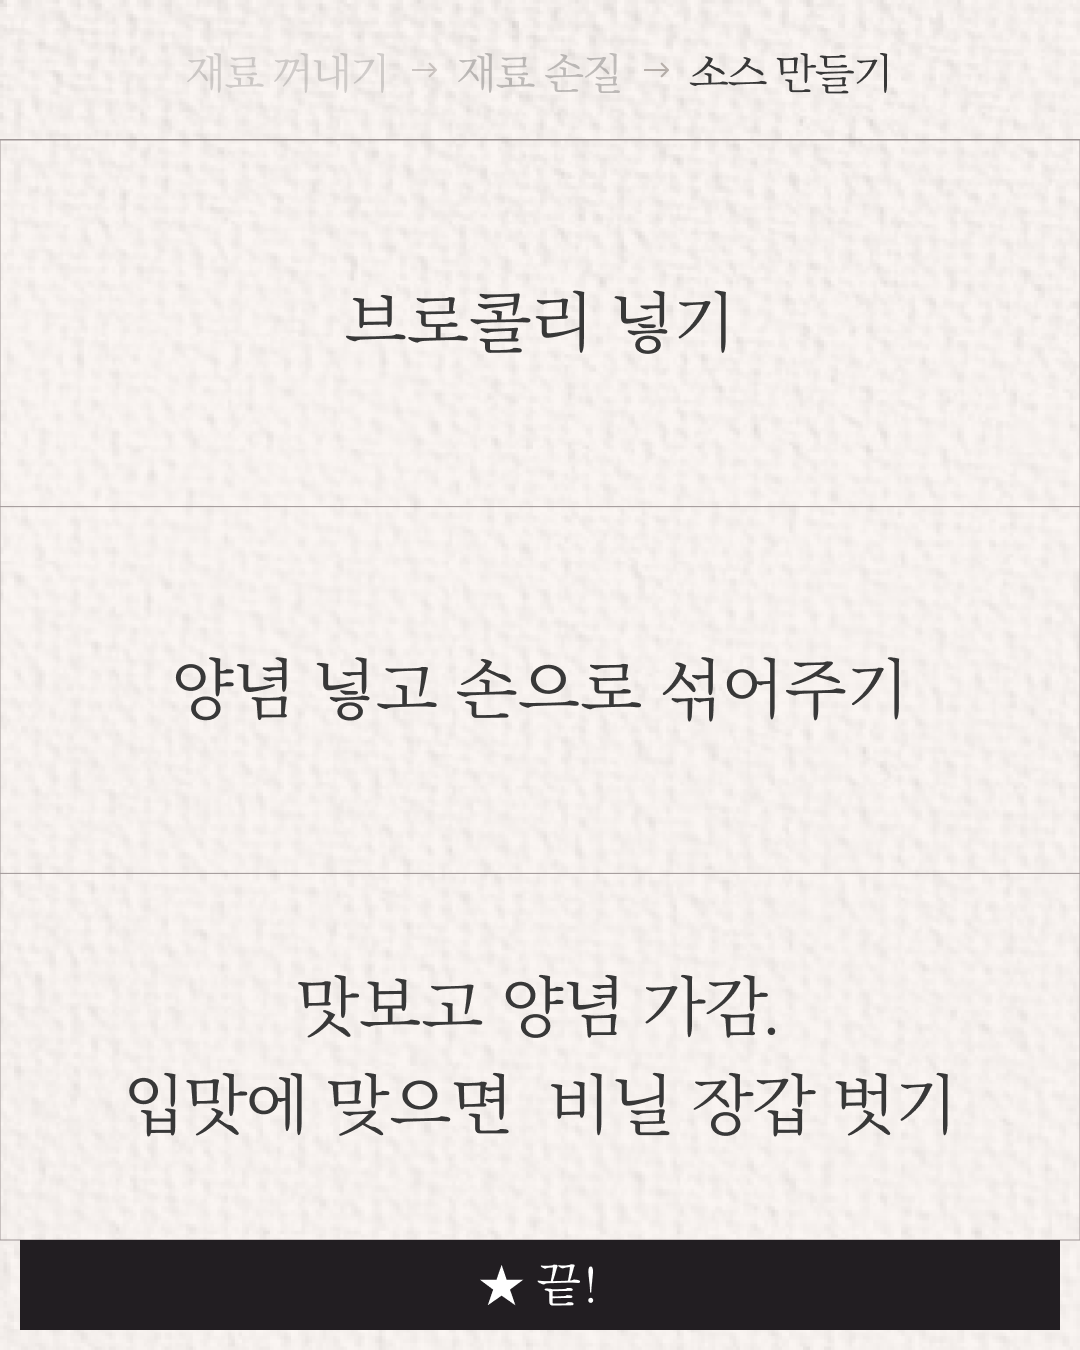 재료 꺼내기 → 재료 손질 → 소스 만들기
브로콜리 넣기
양념 넣고 손으로 섞어주기
맛보고 양념 가감.
입맛에 맞으면 비닐 장갑 벗기
★ 끝!